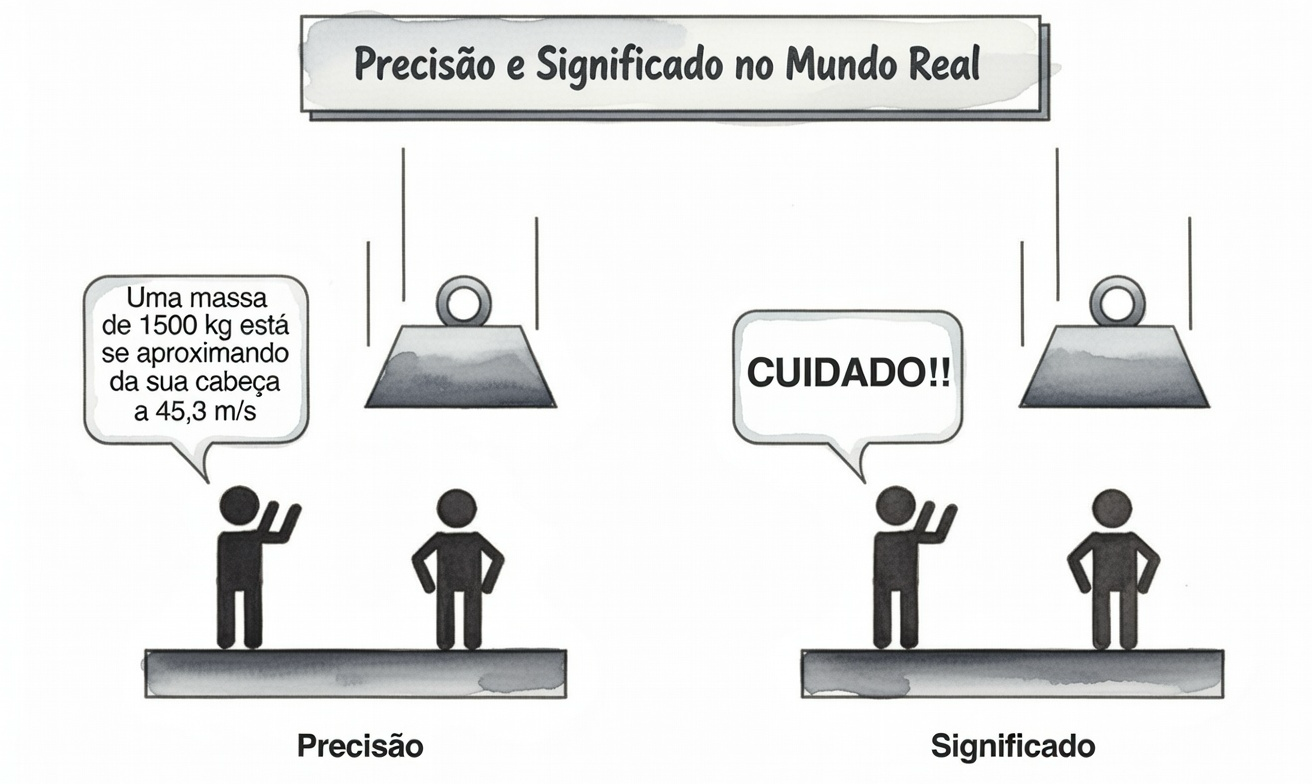 Precisão e Significado no Mundo Real
Uma massa
de 1500 kg está
se aproximando
da sua cabeça
a 45,3 m/s
CUIDADO!!
Precisão
Significado